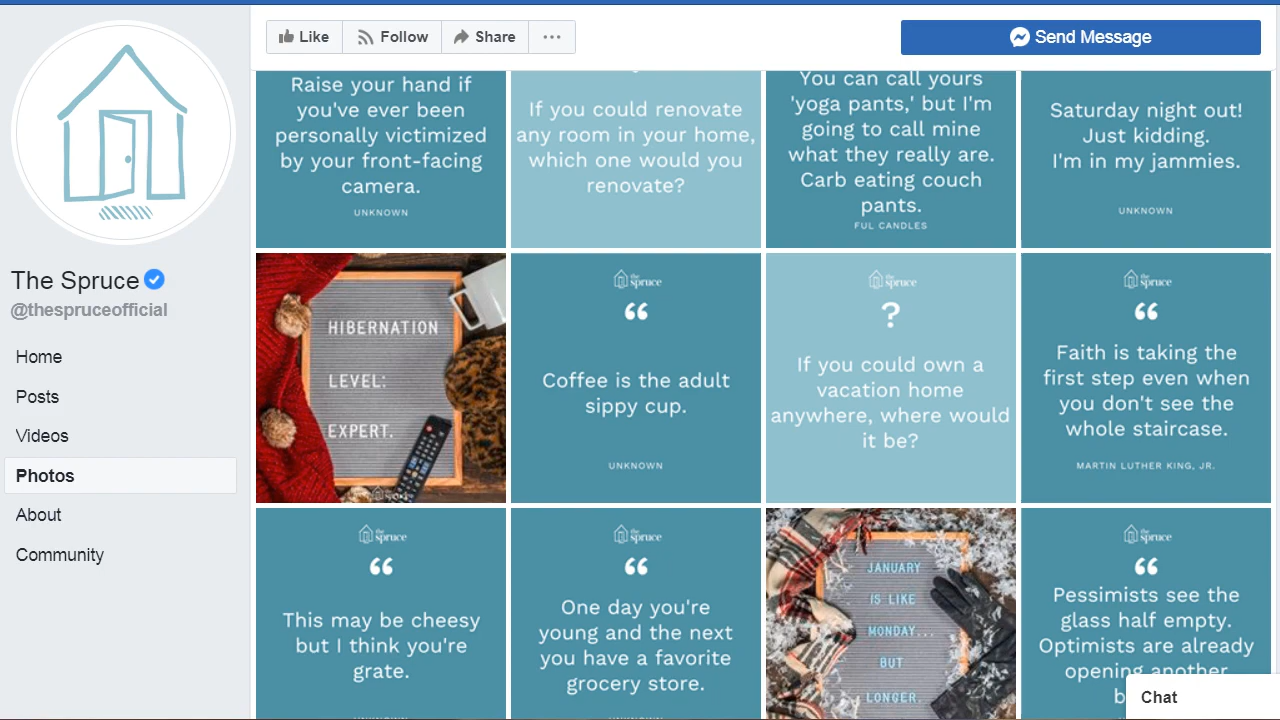 Like
Follow
Share
Send Message
Raise your hand if
you've ever been
personally victimized
by your front-facing
camera.
UNKNOWN
If you could renovate
any room in your home,
which one would you
renovate?
You can call yours
'yoga pants,' but I'm
going to call mine
what they really are.
Carb eating couch
pants.
FUL CANDLES
Saturday night out!
Just kidding.
I'm in my jammies.
UNKNOWN
The Spruce
@thespruceofficial
Home
Posts
Videos
Photos
About
Community
HIBERNATION
LEVEL:
EXPERT.
the
spruce
“
Coffee is the adult
sippy cup.
UNKNOWN
the
spruce
?
If you could own a
vacation home
anywhere, where would
it be?
the
spruce
“
Faith is taking the
first step even when
you don't see the
whole staircase.
MARTIN LUTHER KING, JR.
the
spruce
“
This may be cheesy
but I think you're
grate.
the
spruce
“
One day you're
young and the next
you have a favorite
grocery store.
JANUARY
IS LIKE
MONDAY...
BUT
LONGER.
the
spruce
“
Pessimists see the
glass half empty.
Optimists are already
opening another
Chat